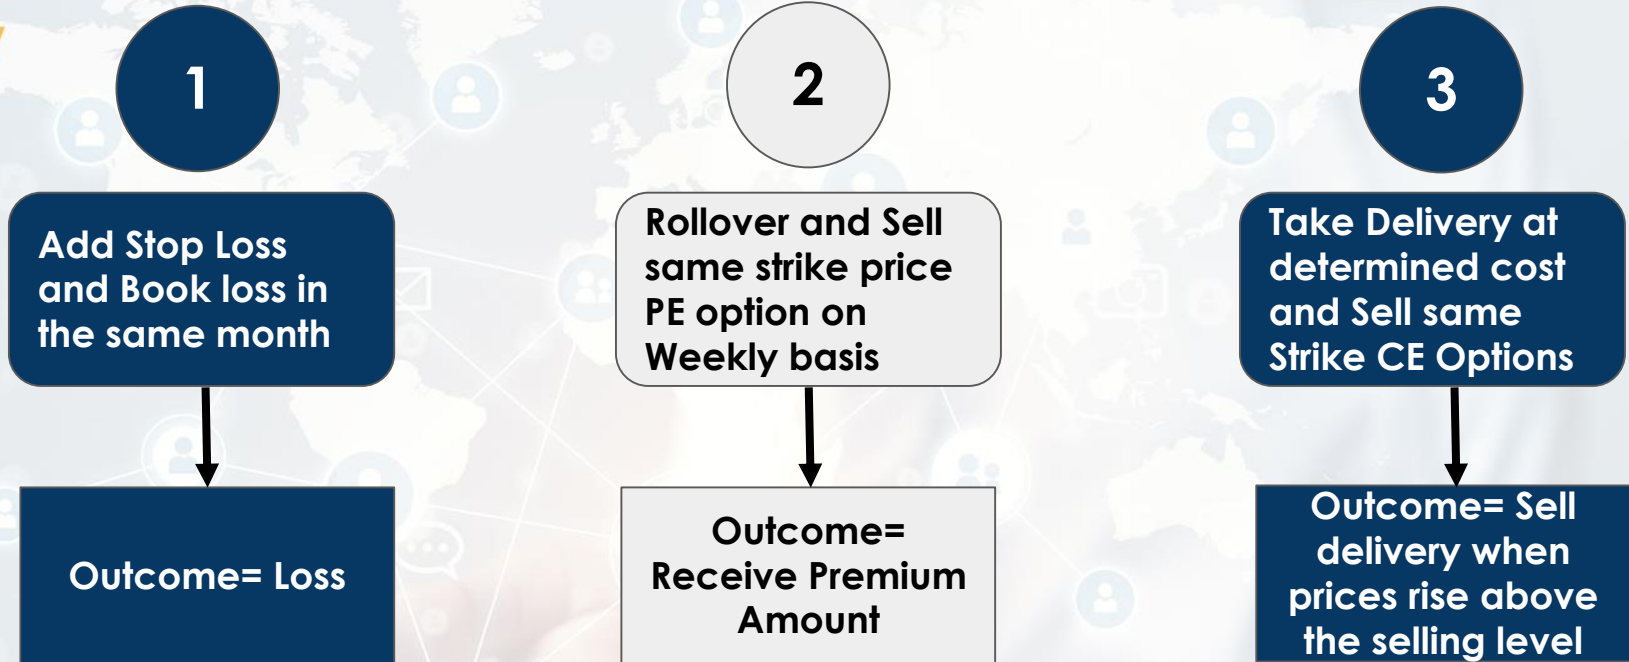 1
Add Stop Loss
and Book loss in
the same month
Outcome= Loss
2
Rollover and Sell
same strike price
PE option on
Weekly basis
Outcome=
Receive Premium
Amount
3
Take Delivery at
determined cost
and Sell same
Strike CE Options
Outcome= Sell
delivery when
prices rise above
the selling level